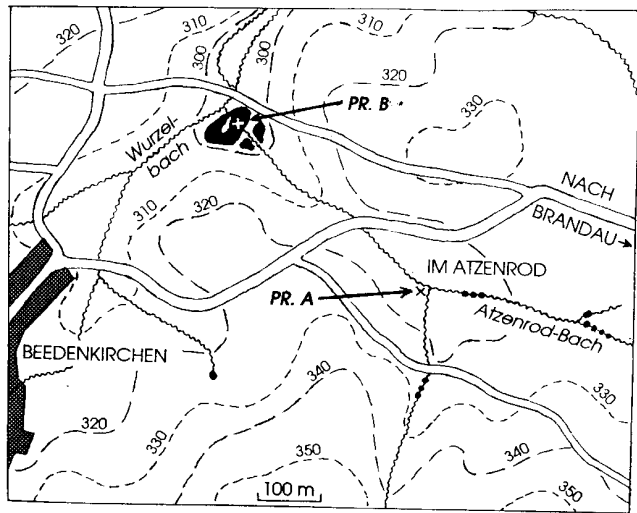 320
310
300
300
310
320
330
PR. B
Wurzel-
bach
310
320
NACH
BRANDAU
IM ATZENROD
PR. A
Atzenrod-Bach
BEEDENKIRCHEN
320
330
340
350
330
340
350
100 m